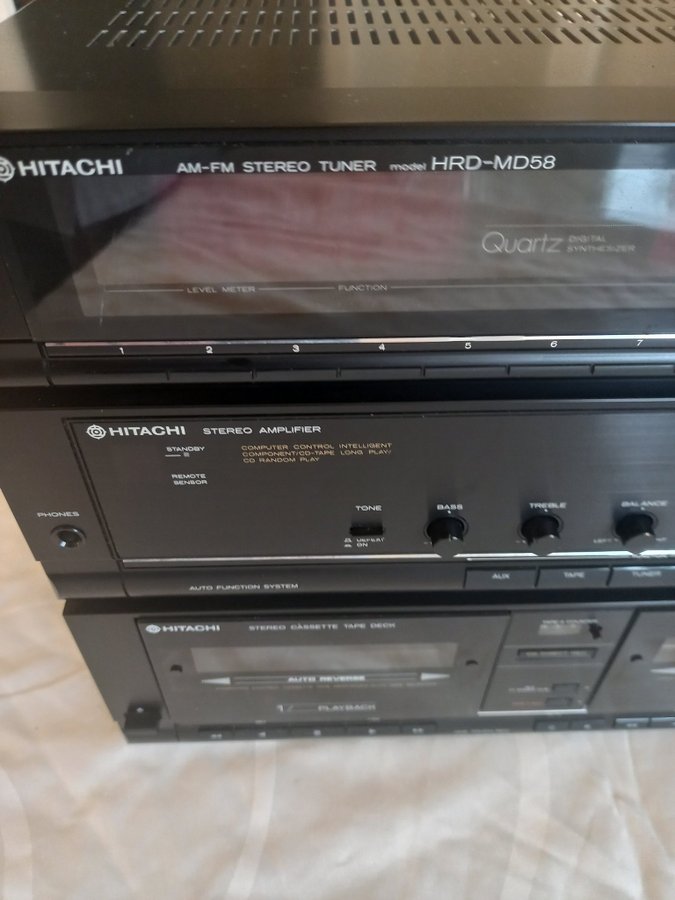 HITACHI AM-FM STEREO TUNER model HRD-MD58
Quartz DIGITAL
SYNTHESIZER
LEVEL METER FUNCTION
1 2 3 4 5 6 7
HITACHI STEREO AMPLIFIER
STANDBY
COMPUTER CONTROL INTELLIGENT
COMPONENT/CD-TAPE LONG PLAY/
CD RANDOM PLAY
REMOTE
SENSOR
PHONES
TONE BASS TREBLE BALANCE
DEFEAT
ON
AUX TAPE TUNER
AUTO FUNCTION SYSTEM
HITACHI STEREO CASSETTE TAPE DECK
AUTO REVERSE
1 PLAYBACK